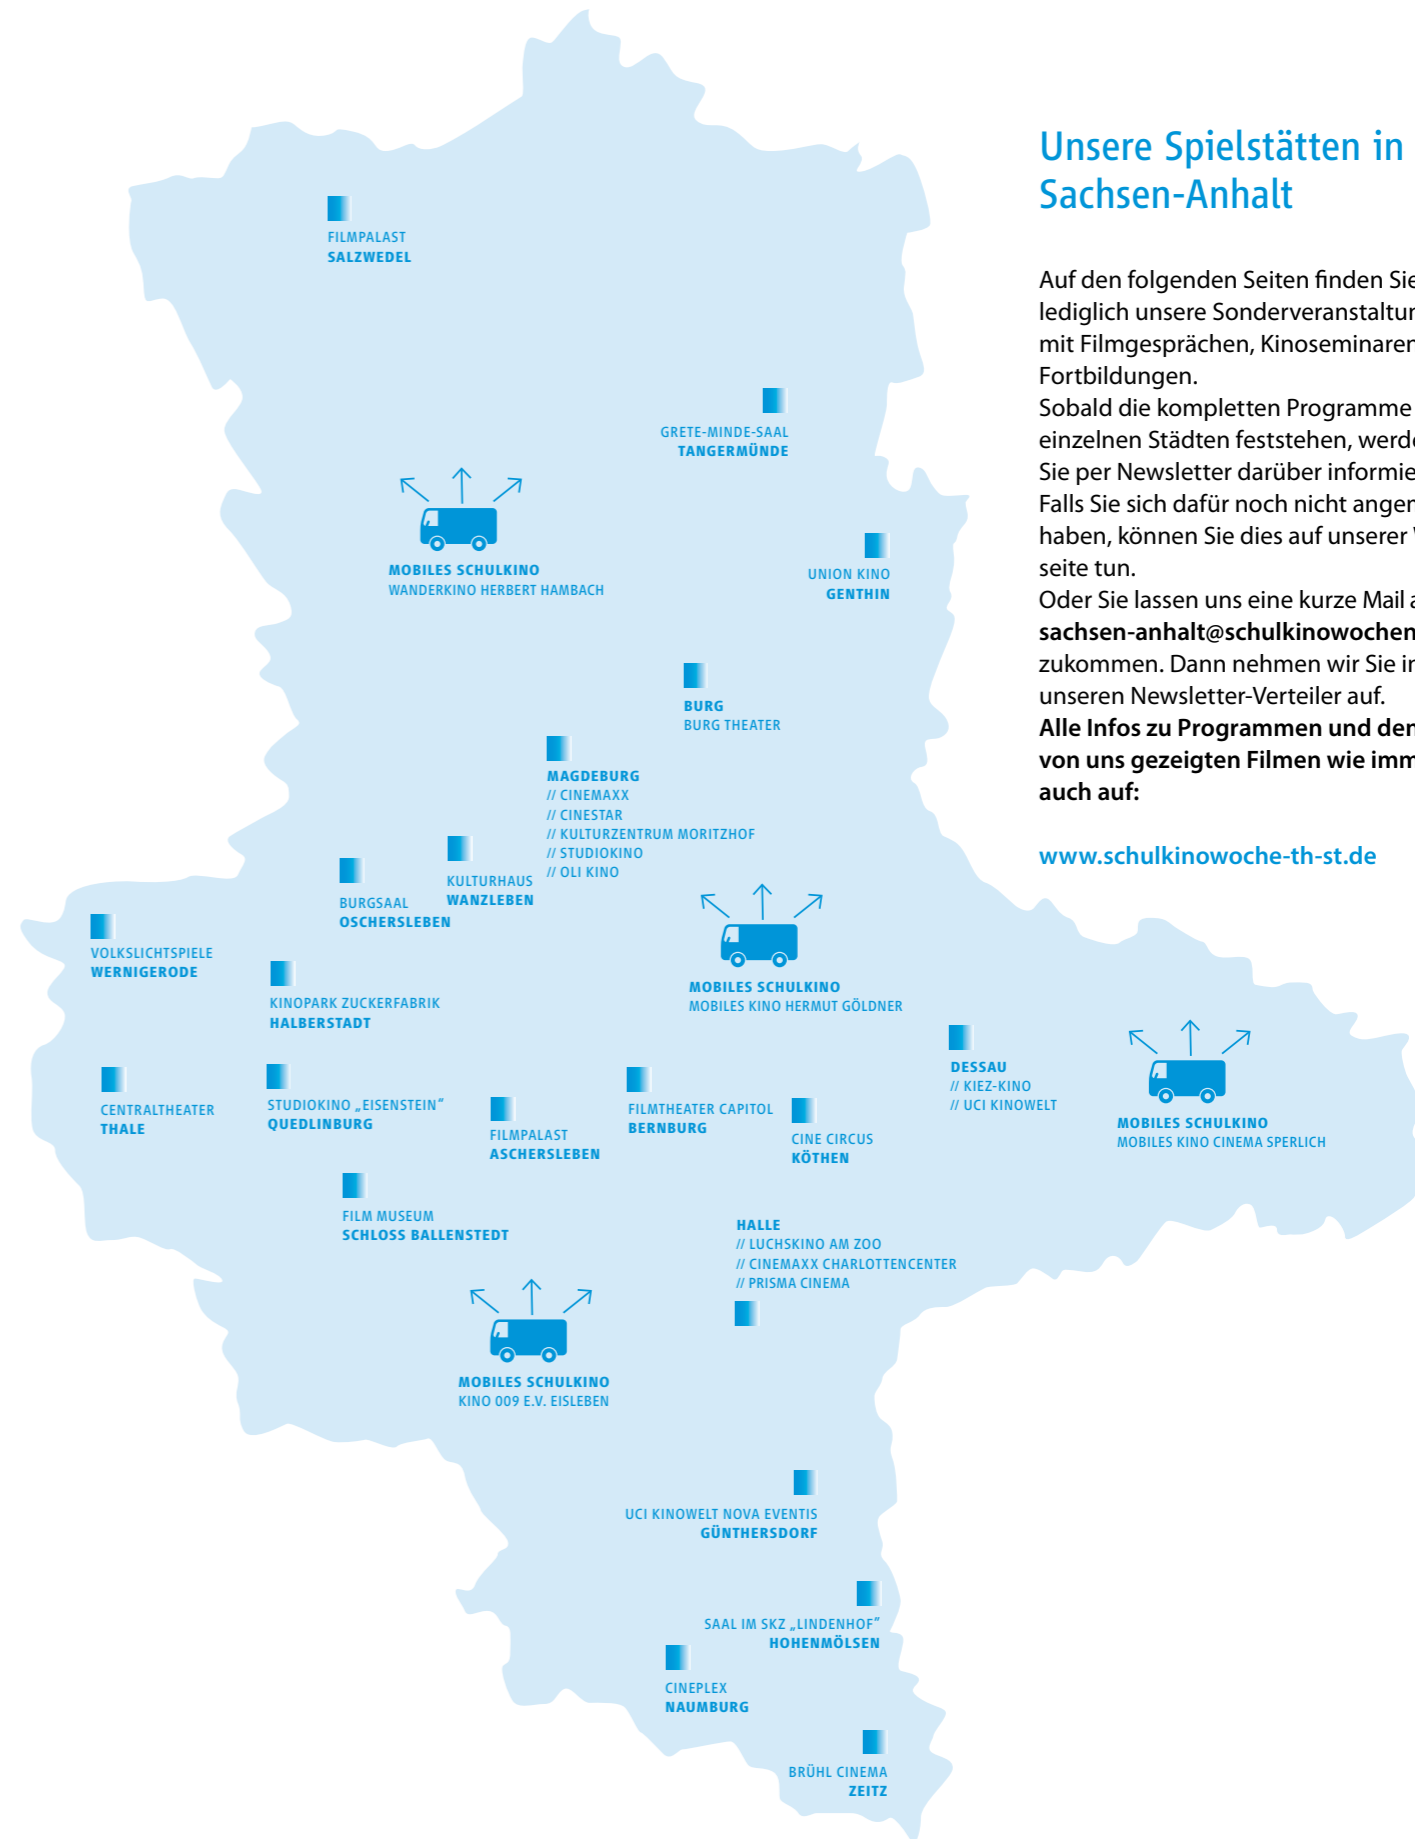 Unsere Spielstätten in
Sachsen-Anhalt
Auf den folgenden Seiten finden Sie
lediglich unsere
mit Filmgesprächen, Kinoseminaren
Fortbildungen.
Sobald die kompletten Programme
einzelnen Städten feststehen,
Sie per Newsletter darüber
Falls Sie sich dafür noch nicht
haben, können Sie dies auf unserer
seite tun.
Oder Sie lassen uns eine kurze Mail
sachsen-anhalt@schulkinowochen
zukommen. Dann nehmen wir Sie
unseren Newsletter-Verteiler auf.
Alle Infos zu Programmen und den
von uns gezeigten Filmen wie
auch auf:
www.schulkinowoche-th-st.de
FILMPALAST
SALZWEDEL
GRETE-MINDE-SAAL
TANGERMÜNDE
MOBILES SCHULKINO
WANDERKINO HERBERT HAMBACH
UNION KINO
GENTHIN
BURG
BURG THEATER
MAGDEBURG
// CINEMAXX
// CINESTAR
// KULTURZENTRUM MORITZHOF
// STUDIOKINO
// OLI KINO
KULTURHAUS
WANZLEBEN
BURGSAAL
OSCHERSLEBEN
VOLKSLICHTSPIELE
WERNIGERODE
KINOPARK ZUCKERFABRIK
HALBERSTADT
MOBILES SCHULKINO
MOBILES KINO HERMUT GÖLDNER
DESSAU
// KIEZ-KINO
// UCI KINOWELT
MOBILES SCHULKINO
MOBILES KINO CINEMA SPERLICH
CENTRALTHEATER
THALE
STUDIOKINO „EISENSTEIN“
QUEDLINBURG
FILMPALAST
ASCHERSLEBEN
FILMTHEATER CAPITOL
BERNBURG
CINE CIRCUS
KÖTHEN
FILM MUSEUM
SCHLOSS BALLENSTEDT
HALLE
// LUCHSKINO AM ZOO
// CINEMAXX CHARLOTTENCENTER
// PRISMA CINEMA
MOBILES SCHULKINO
KINO 009 E.V. EISLEBEN
UCI KINOWELT NOVA EVENTIS
GÜNTHERSDORF
SAAL IM SKZ „LINDENHOF“
HOHENMÖLSEN
CINEPLEX
NAUMBURG
BRÜHL CINEMA
ZEITZ